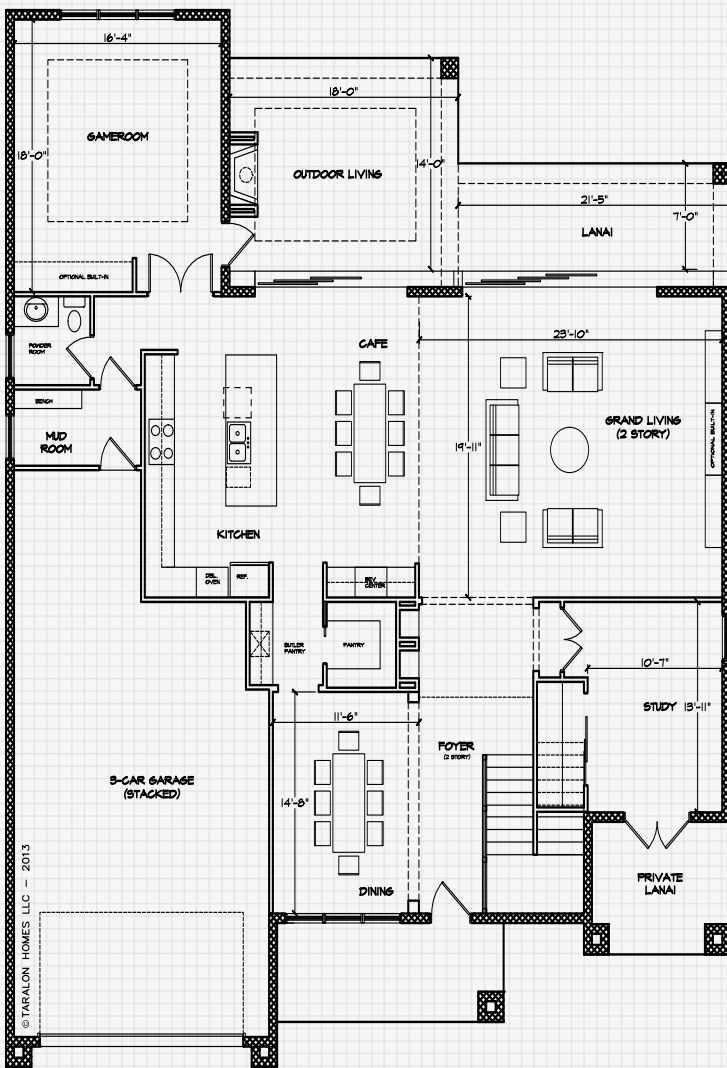 16'-4"
18'-0"
GAMEROOM
OUTDOOR LIVING
14'-0"
18'-0"
21'-5"
7'-0"
LANAI
OPTIONAL BUILT-IN
POWDER
ROOM
CAFE
23'-10"
BENCH
MUD
ROOM
GRAND LIVING
(2 STORY)
OPTIONAL BUILT-IN
19'-11"
KITCHEN
DBL.
OVEN
REF.
BEV.
CENTER
BUTLER
PANTRY
PANTRY
10'-7"
STUDY
13'-11"
11'-6"
FOYER
(2 STORY)
3-CAR GARAGE
(STACKED)
14'-8"
DINING
PRIVATE
LANAI
© TARALON HOMES LLC – 2013